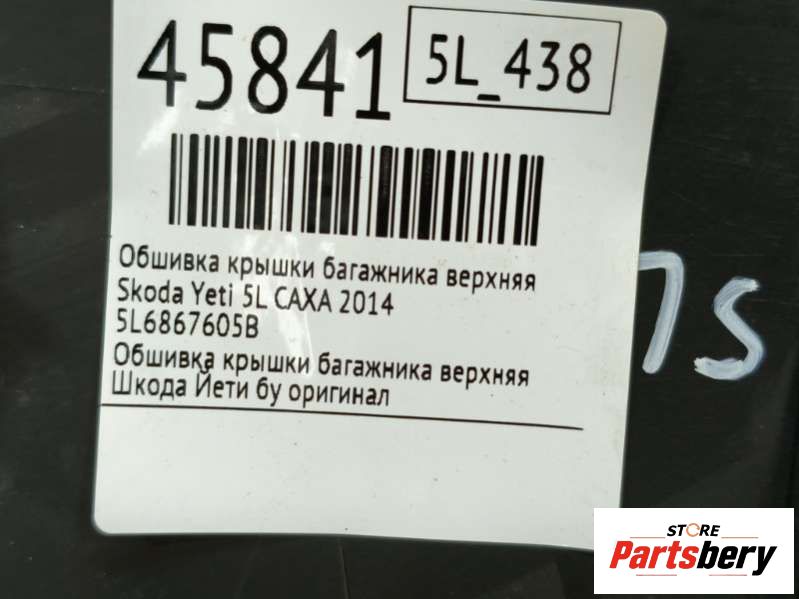 45841
5L_438
Обшивка крышки багажника верхняя
Skoda Yeti 5L CAXA 2014
5L6867605B
Обшивка крышки багажника верхняя
Шкода Йети бу оригинал
STORE
Partsbery